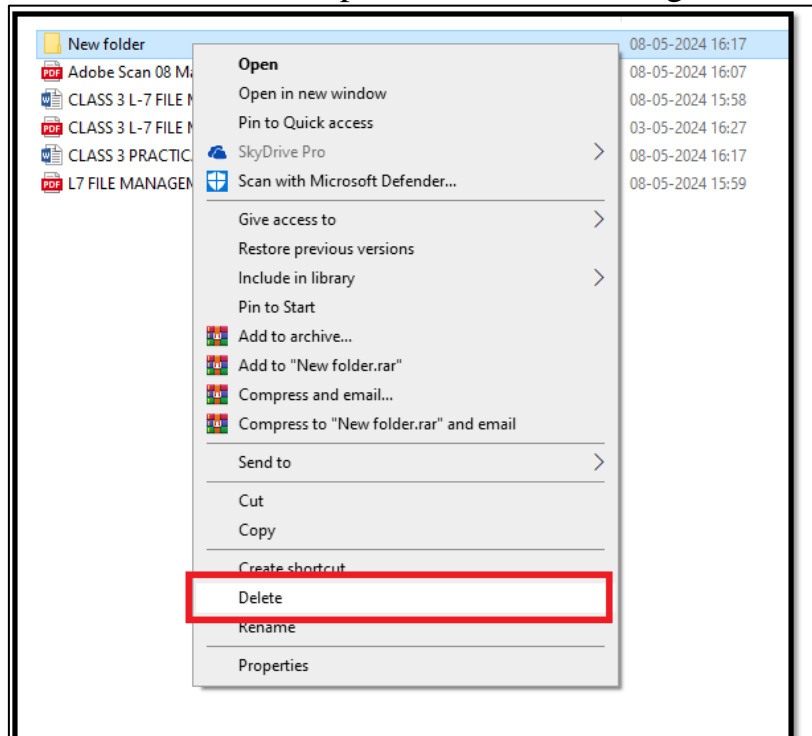 New folder 08-05-2024 16:17
Adobe Scan 08 Ma 08-05-2024 16:07
CLASS 3 L-7 FILE 08-05-2024 15:58
CLASS 3 L-7 FILE 03-05-2024 16:27
CLASS 3 PRACTIC 08-05-2024 16:17
L7 FILE MANAGEM 08-05-2024 15:59
Open
Open in new window
Pin to Quick access
SkyDrive Pro
Scan with Microsoft Defender...
Give access to
Restore previous versions
Include in library
Pin to Start
Add to archive...
Add to "New folder.rar"
Compress and email...
Compress to "New folder.rar" and email
Send to
Cut
Copy
Create shortcut
Delete
Rename
Properties